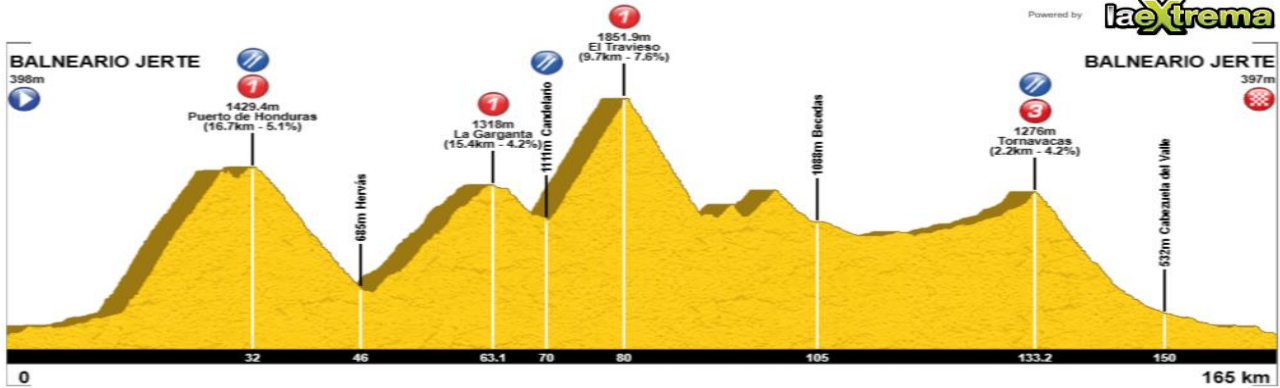 Powered by
laextrema
BALNEARIO JERTE
398m
1429.4m
Puerto de Honduras
(16.7km - 5.1%)
1
685m Hervás
1
1318m
La Garganta
(15.4km - 4.2%)
1111m Candelario
1
1851.9m
El Travieso
(9.7km - 7.6%)
1088m Becedas
3
1276m
Tornavacas
(2.2km - 4.2%)
532m Cabezuela del Valle
BALNEARIO JERTE
397m
32 46 63.1 70 80 105 133.2 150
0 165 km